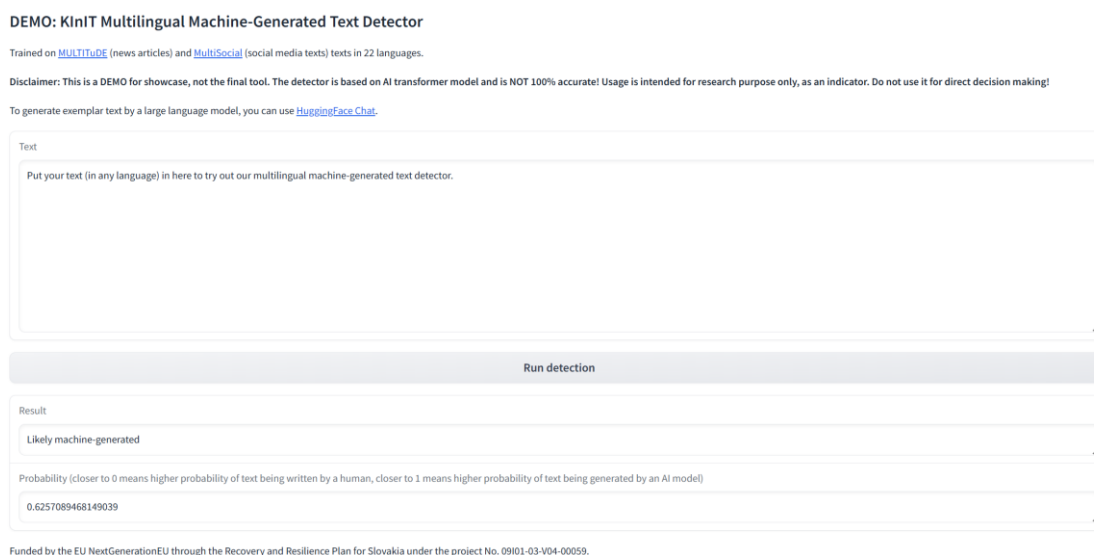 DEMO: KInIT Multilingual Machine-Generated Text Detector
Trained on MULTITuDE (news articles) and MultiSocial (social media texts) texts in 22 languages.
Disclaimer: This is a DEMO for showcase, not the final tool. The detector is based on AI transformer model and is NOT 100% accurate! Usage is intended for research purpose only, as an indicator. Do not use it for direct decision making!
To generate exemplar text by a large language model, you can use HuggingFace Chat.
Text
Put your text (in any language) in here to try out our multilingual machine-generated text detector.
Run detection
Result
Likely machine-generated
Probability (closer to 0 means higher probability of text being written by a human, closer to 1 means higher probability of text being generated by an AI model)
0.6257089468149039
Funded by the EU NextGenerationEU through the Recovery and Resilience Plan for Slovakia under the project No. 09I01-03-V04-00059.